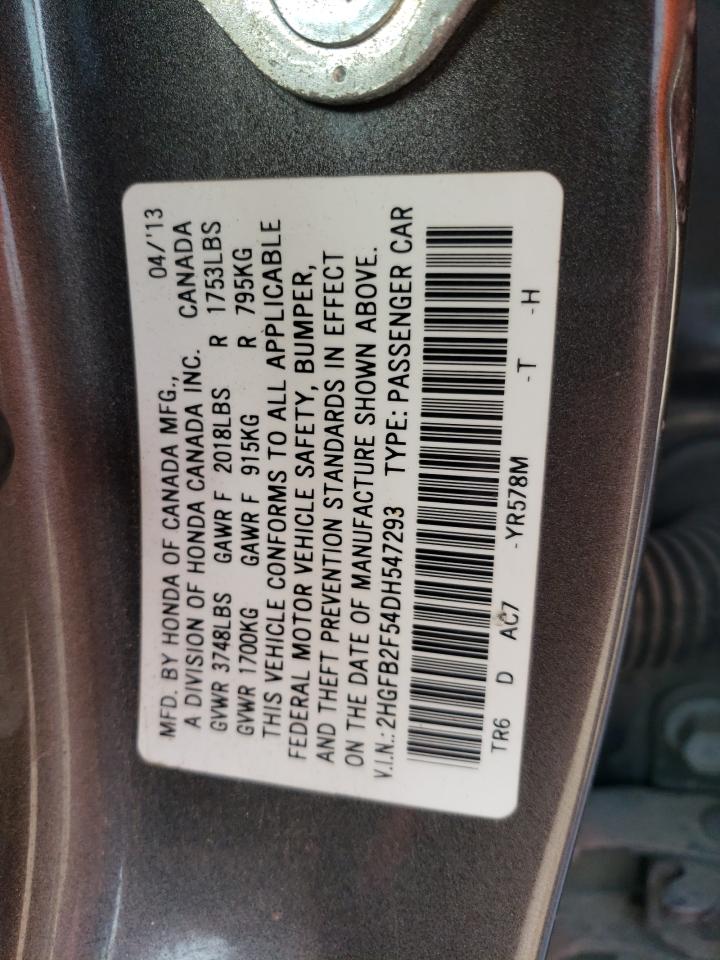 MFD. BY HONDA OF CANADA MFG., 04/'13
A DIVISION OF HONDA CANADA INC. CANADA
GVWR 3748LBS GAWR F 2018LBS R 1753LBS
GVWR 1700KG GAWR F 915KG R 795KG
THIS VEHICLE CONFORMS TO ALL APPLICABLE
FEDERAL MOTOR VEHICLE SAFETY, BUMPER,
AND THEFT PREVENTION STANDARDS IN EFFECT
ON THE DATE OF MANUFACTURE SHOWN ABOVE.
V.I.N.: 2HGFB2F54DH547293 TYPE: PASSENGER CAR
TR6 D AC7 -YR578M -T -H